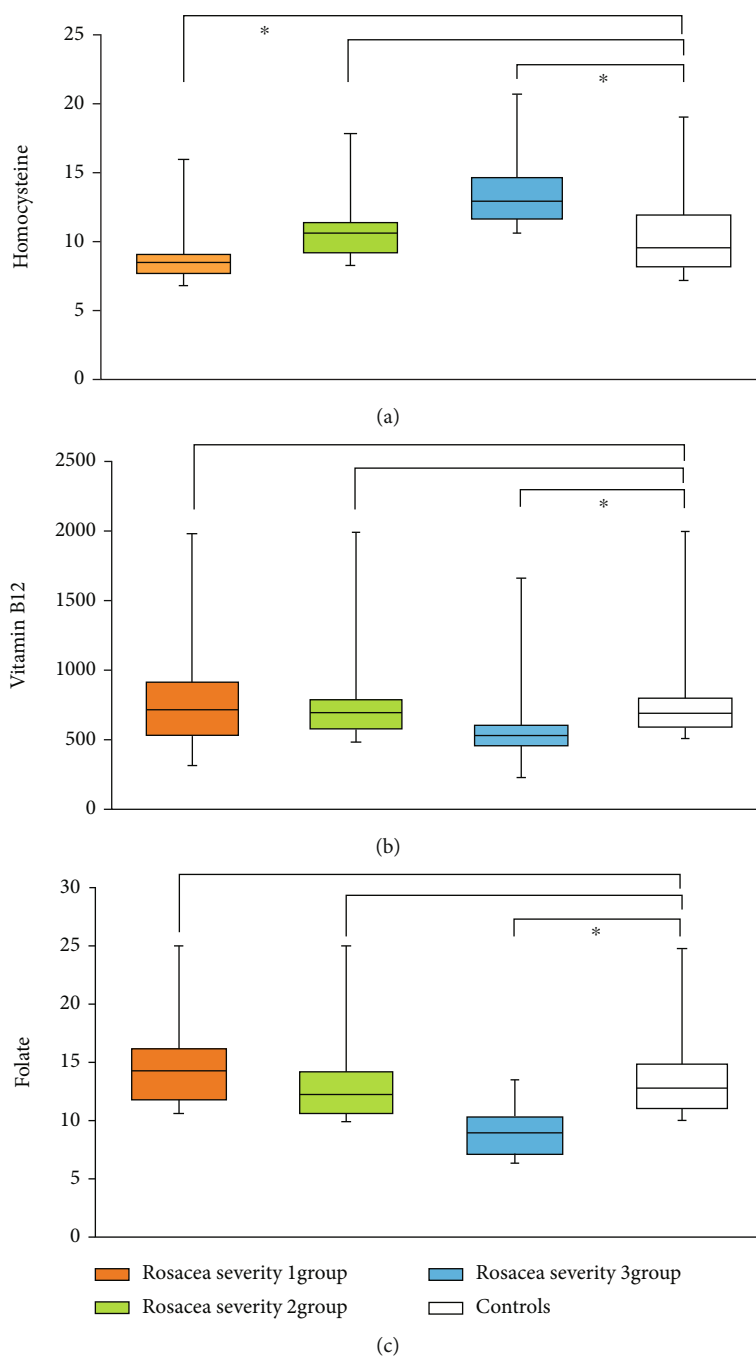 *
*
25
20
15
10
5
0
Homocysteine
(a)
*
2500
2000
1500
1000
500
0
Vitamin B12
(b)
*
30
25
20
15
10
5
0
Folate
Rosacea severity 1group
Rosacea severity 3group
Rosacea severity 2group
Controls
(c)